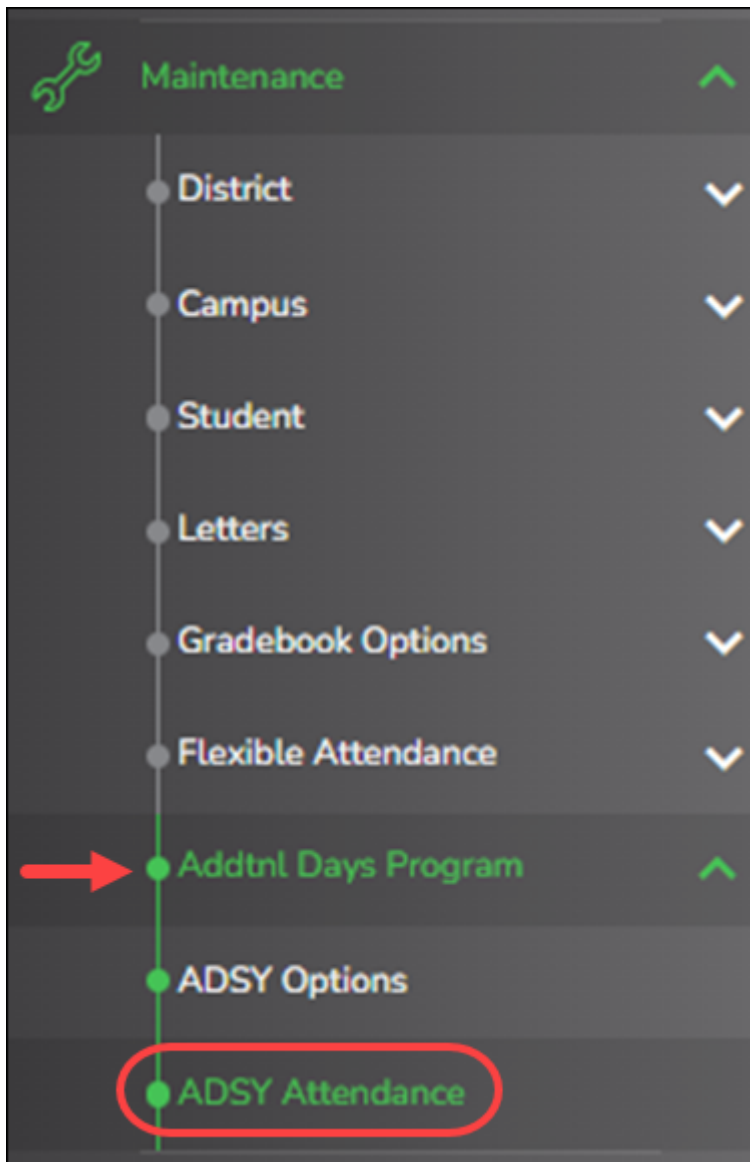 Maintenance
District
Campus
Student
Letters
Gradebook Options
Flexible Attendance
Addtnl Days Program
ADSY Options
ADSY Attendance